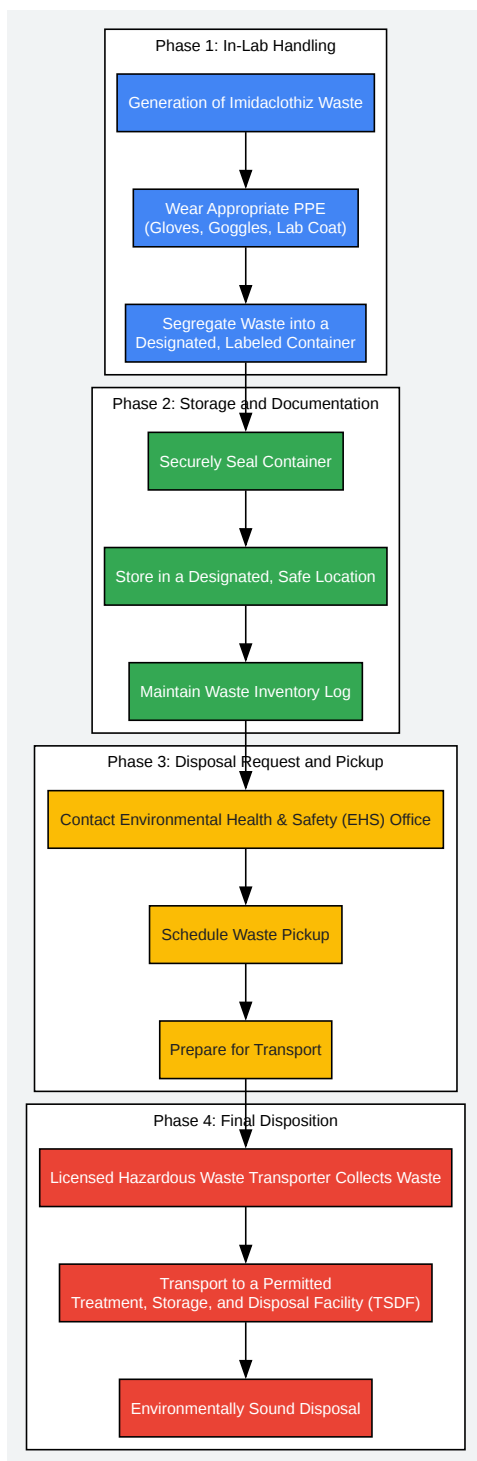 Phase 1: In-Lab Handling
Generation of Imidaclothiz Waste
Wear Appropriate PPE
(Gloves, Goggles, Lab Coat)
Segregate Waste into a
Designated, Labeled Container
Phase 2: Storage and Documentation
Securely Seal Container
Store in a Designated, Safe Location
Maintain Waste Inventory Log
Phase 3: Disposal Request and Pickup
Contact Environmental Health & Safety (EHS) Office
Schedule Waste Pickup
Prepare for Transport
Phase 4: Final Disposition
Licensed Hazardous Waste Transporter Collects Waste
Transport to a Permitted
Treatment, Storage, and Disposal Facility (TSDF)
Environmentally Sound Disposal